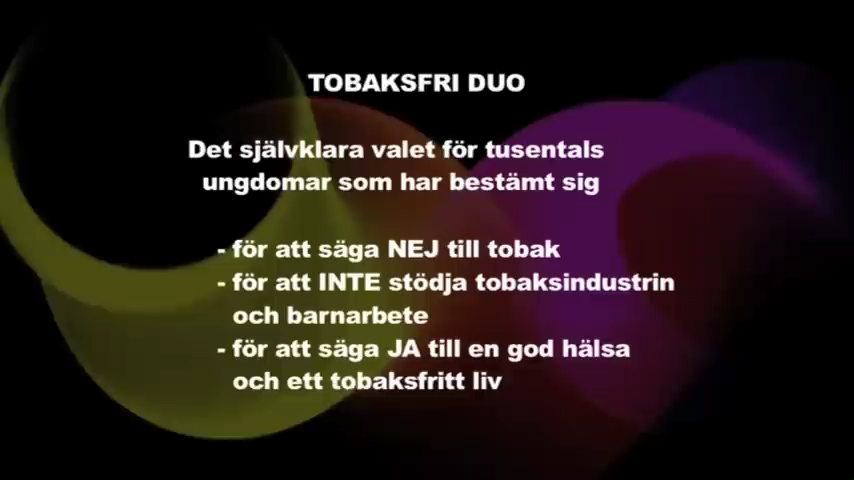 TOBAKSFRI DUO
Det självklara valet för tusentals
ungdomar som har bestämt sig
- för att säga NEJ till tobak
- för att INTE stödja tobaksindustrin
och barnarbete
- för att säga JA till en god hälsa
och ett tobaksfritt liv